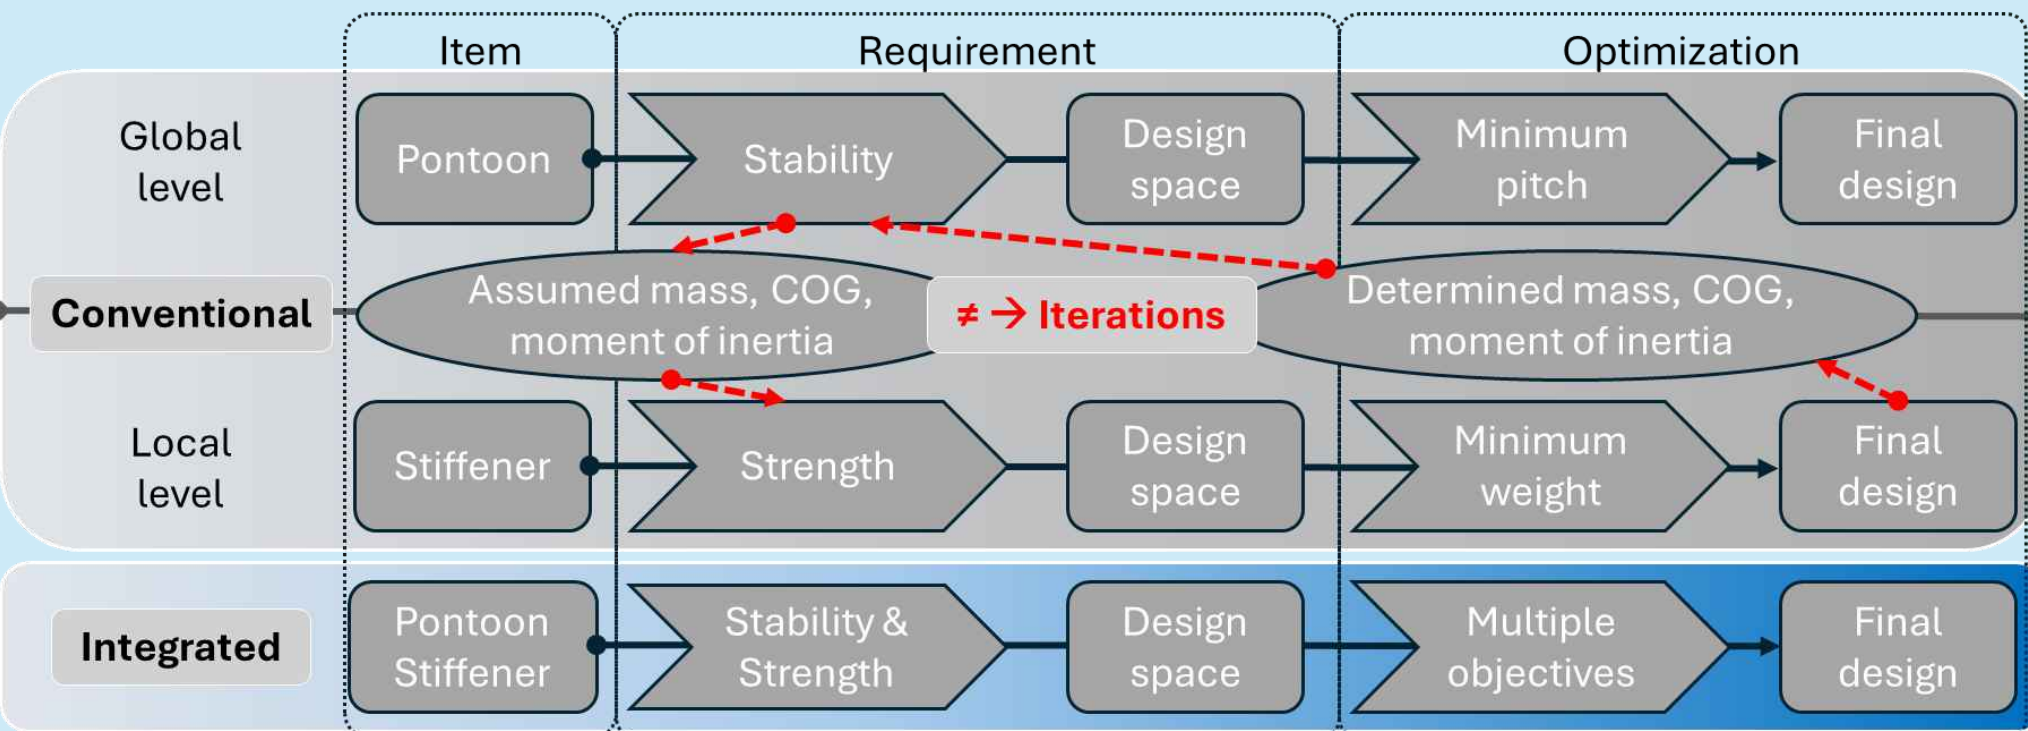 Item
Requirement
Optimization
Global
level
Pontoon
Stability
Design
space
Minimum
pitch
Final
design
Conventional
Assumed mass, COG,
moment of inertia
≠ → Iterations
Determined mass, COG,
moment of inertia
Local
level
Stiffener
Strength
Design
space
Minimum
weight
Final
design
Integrated
Pontoon
Stiffener
Stability &
Strength
Design
space
Multiple
objectives
Final
design